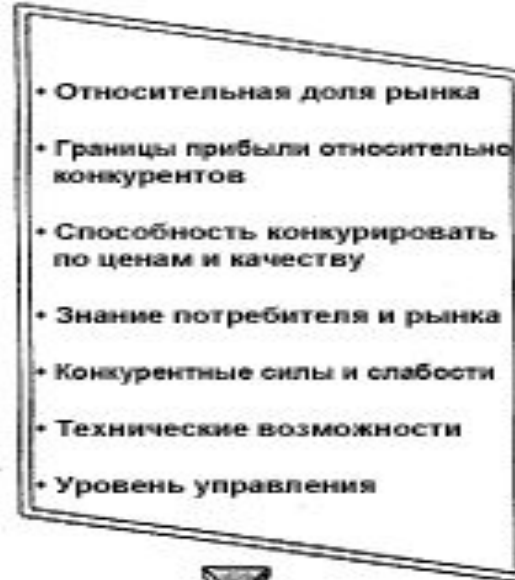 • Относительная доля рынка
• Границы прибыли относительно
конкурентов
• Способность конкурировать
по ценам и качеству
• Знание потребителя и рынка
• Конкурентные силы и слабости
• Технические возможности
• Уровень управления